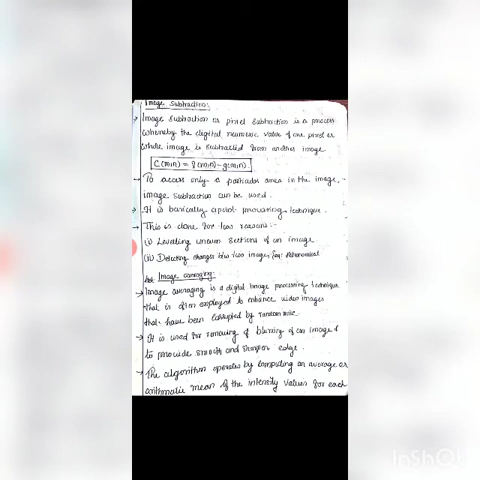 Image Subtraction:
→ Image Subtraction or pixel subtraction is a process
whereby the digital numeric value of one pixel or
whole image is subtracted from another image
C(m,n) = f(m,n) - g(m,n)
→ To access only a particular area in the image,
image subtraction can be used.
→ It is basically a pixel processing technique.
→ This is done for two reasons:-
(i) Levelling uneven sections of an image
(ii) Detecting changes b/w two images
Image averaging:
→ Image averaging is a digital image processing technique
that is often employed to enhance video images
that have been corrupted by random
→ It is used for removing of blurring of an image &
to provide smooth and sharpen edge.
→ The algorithm operates by computing an average or
arithmatic mean of the intensity values for each
InShOt